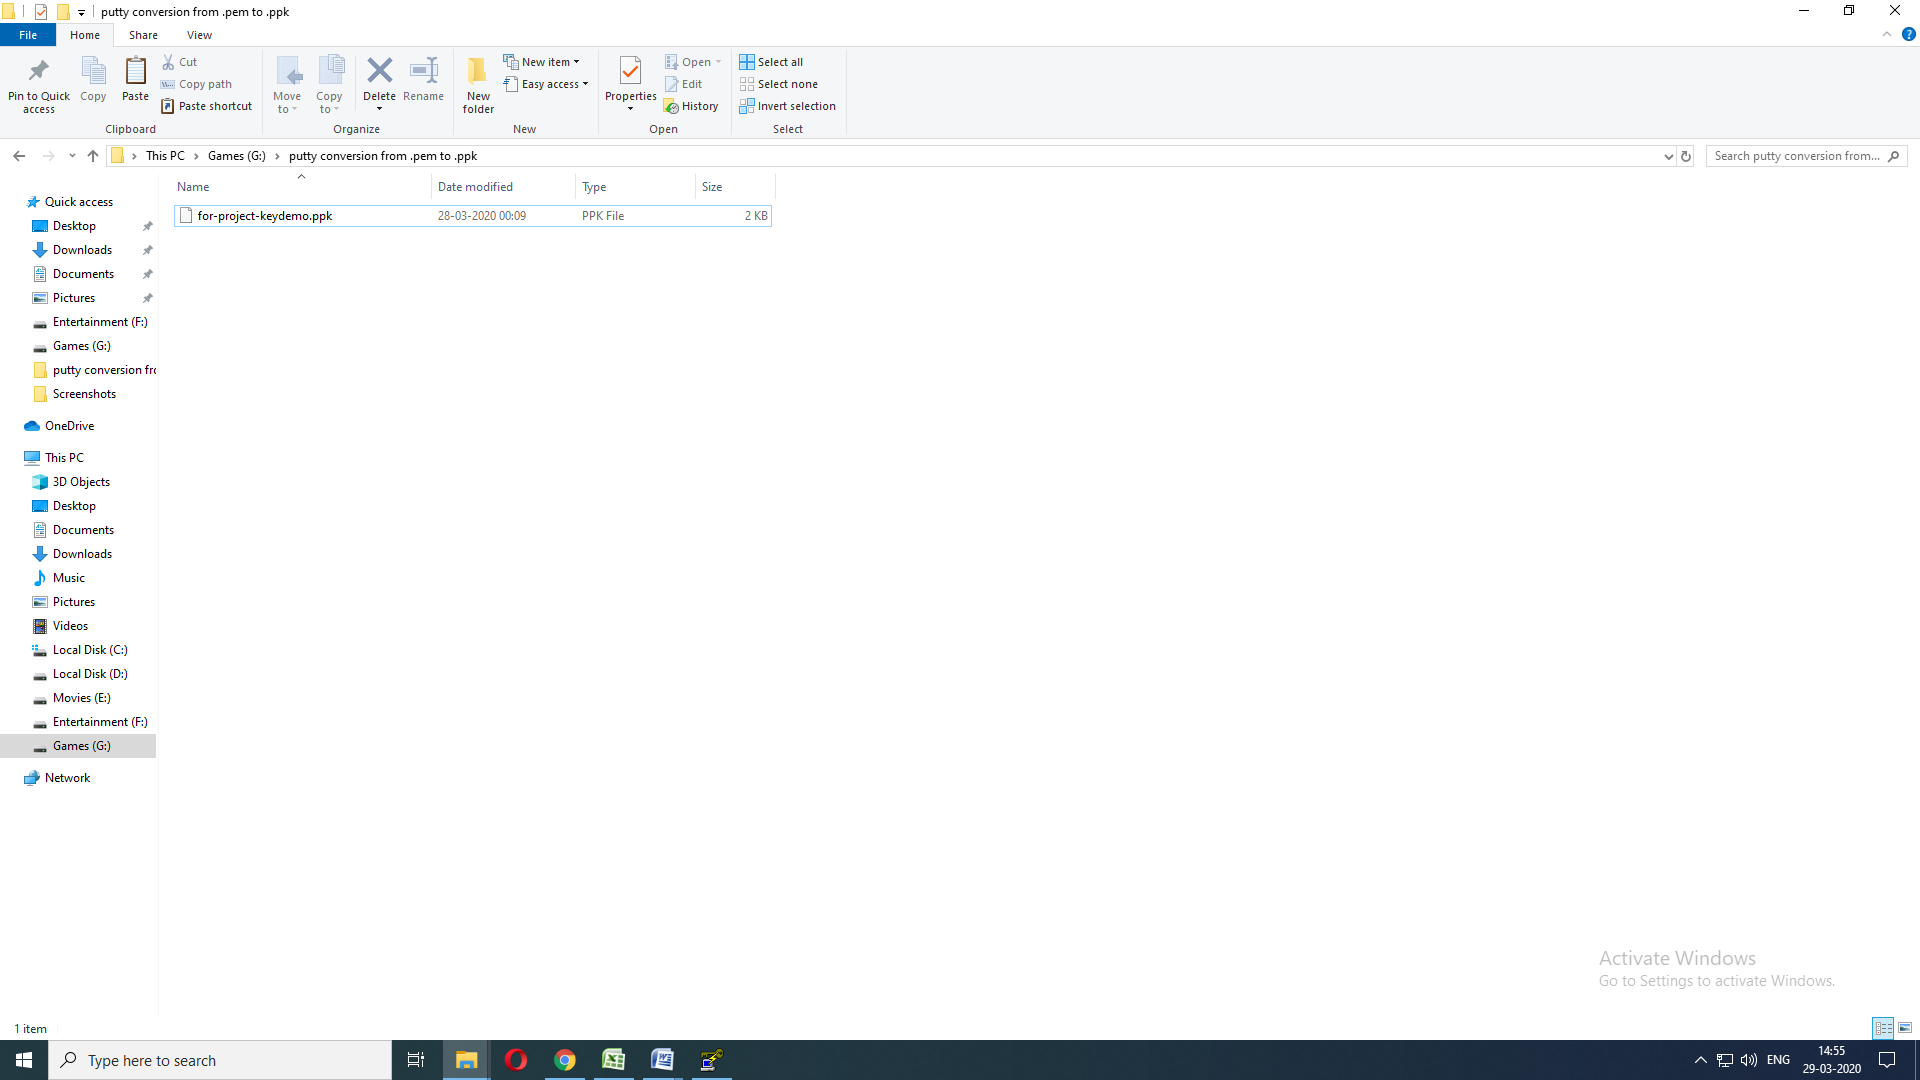 putty conversion from .pem to .ppk
File Home Share View
Pin to Quick access
Copy
Paste
Cut
Copy path
Paste shortcut
Clipboard
Move to
Copy to
Delete
Rename
Organize
New folder
New item
Easy access
New
Properties
Open
Edit
History
Open
Select all
Select none
Invert selection
Select
This PC > Games (G:) > putty conversion from .pem to .ppk
Search putty conversion from...
Name Date modified Type Size
for-project-keydemo.ppk 28-03-2020 00:09 PPK File 2 KB
Quick access
Desktop
Downloads
Documents
Pictures
Entertainment (F:)
Games (G:)
putty conversion fro
Screenshots
OneDrive
This PC
3D Objects
Desktop
Documents
Downloads
Music
Pictures
Videos
Local Disk (C:)
Local Disk (D:)
Movies (E:)
Entertainment (F:)
Games (G:)
Network
Activate Windows
Go to Settings to activate Windows.
1 item
Type here to search
ENG
14:55
29-03-2020